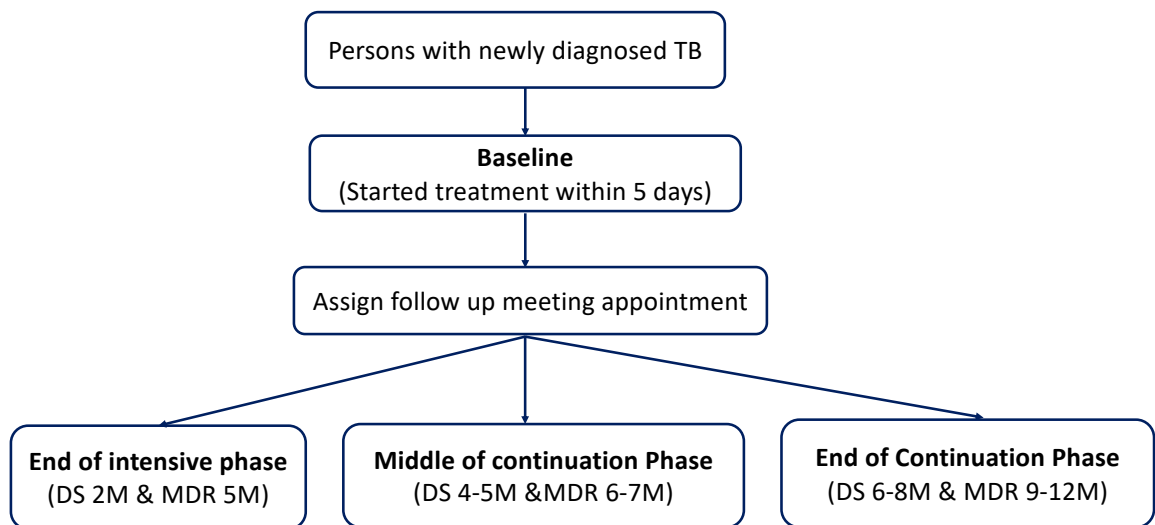 Persons with newly diagnosed TB
Baseline
(Started treatment within 5 days)
Assign follow up meeting appointment
End of intensive phase
(DS 2M & MDR 5M)
Middle of continuation Phase
(DS 4-5M &MDR 6-7M)
End of Continuation Phase
(DS 6-8M & MDR 9-12M)